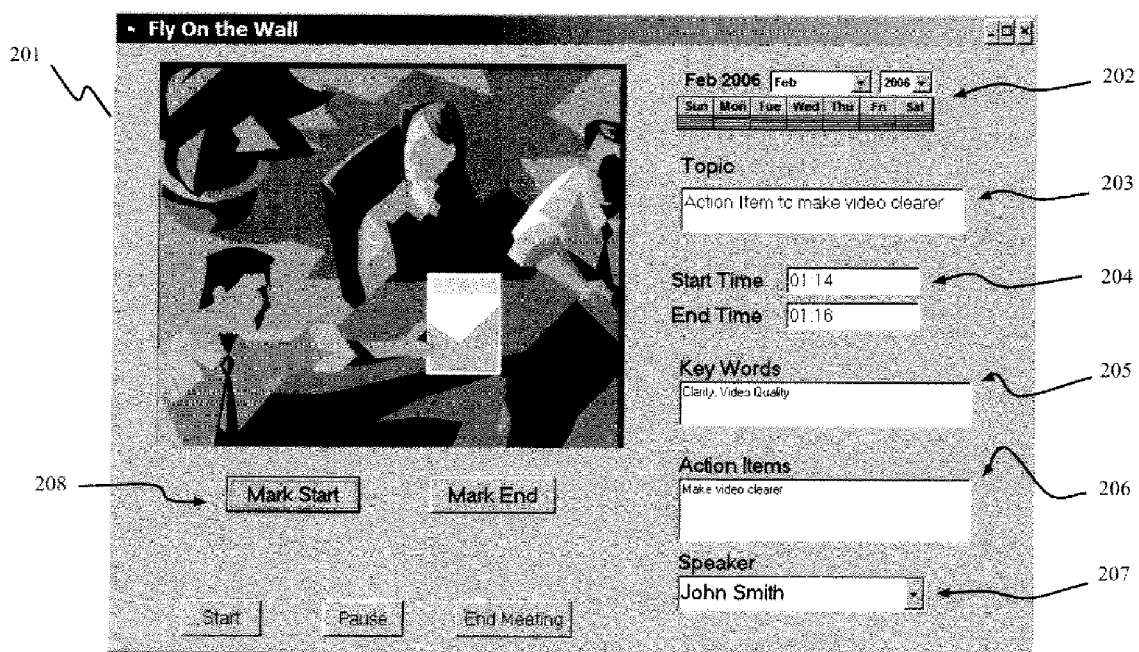 Fly On the Wall
201
Feb 2006 Feb 2006
202
Sun Mon Tue Wed Thu Fri Sat
Topic
203
Action Item to make video clearer
Start Time 01:14
204
End Time 01:16
Key Words
205
Clarity, Video Quality
Action Items
206
Make video clearer
208
Mark Start Mark End
Speaker
207
John Smith
Start Pause End Meeting